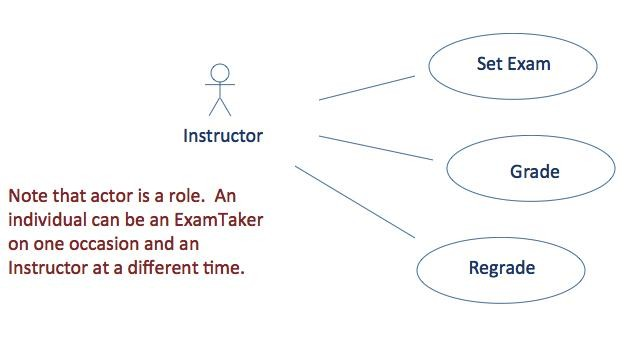 Set Exam
Instructor
Grade
Note that actor is a role. An
individual can be an ExamTaker
on one occasion and an
Instructor at a different time.
Regrade